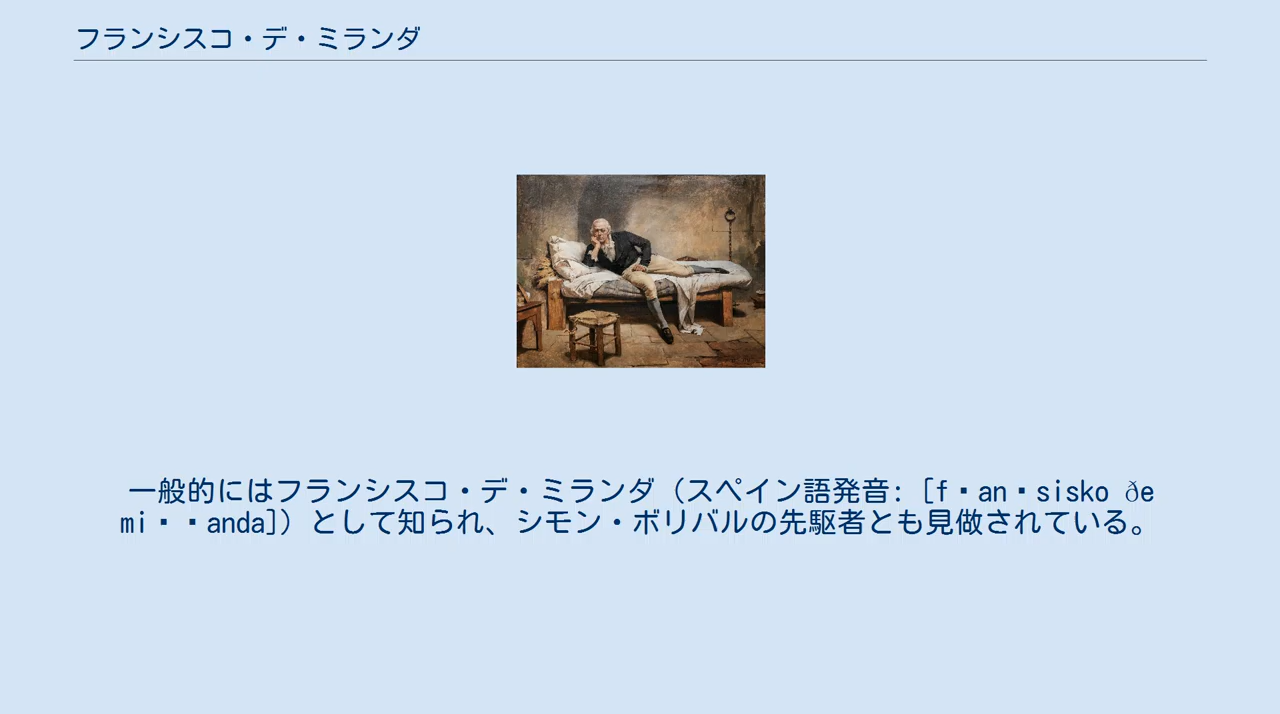 フランシスコ・デ・ミランダ
一般的にはフランシスコ・デ・ミランダ（スペイン語発音: [f▪an▪sisko ðe
mi▪▪anda]）として知られ、シモン・ボリバルの先駆者とも見做されている。